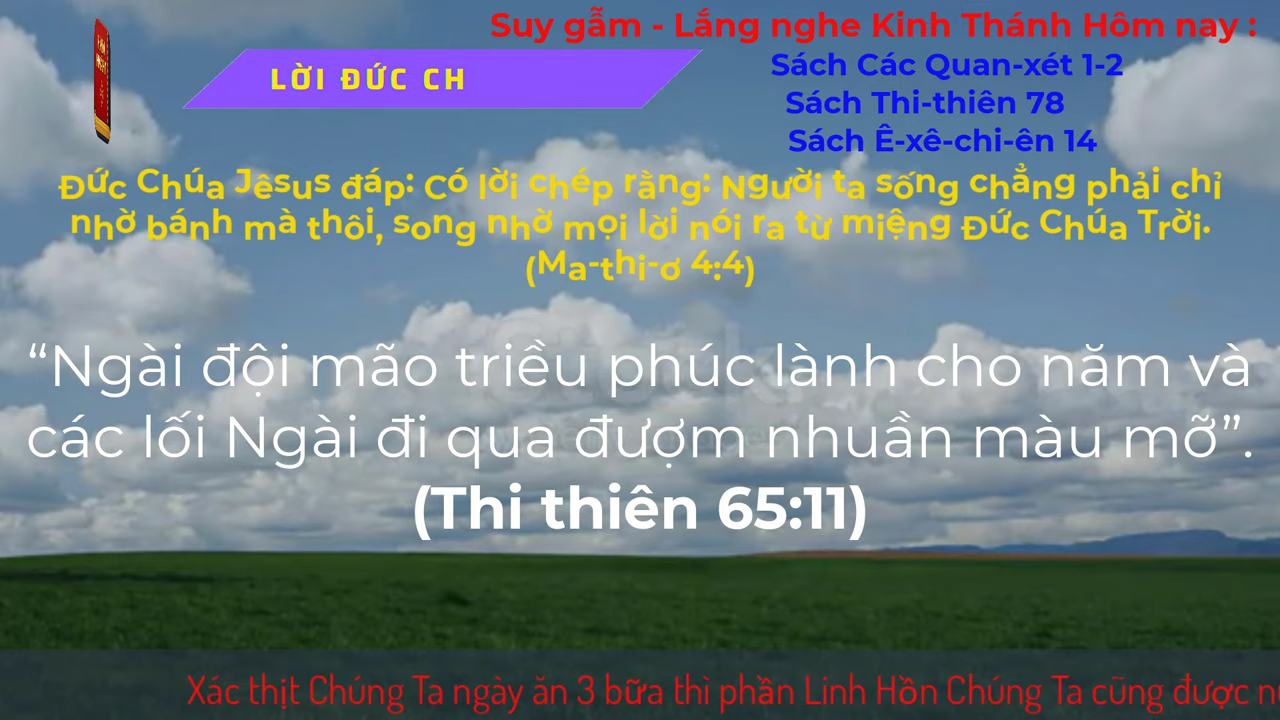 Suy gẫm - Lắng nghe Kinh Thánh Hôm nay :
LỜI ĐỨC CH
Sách Các Quan-xét 1-2
Sách Thi-thiên 78
Sách Ê-xê-chi-ên 14
Đức Chúa Jêsus đáp: Có lời chép rằng: Người ta sống chẳng phải chỉ
nhờ bánh mà thôi, song nhờ mọi lời nói ra từ miệng Đức Chúa Trời.
(Ma-thi-ơ 4:4)
“Ngài đội mão triều phúc lành cho năm và
các lối Ngài đi qua đượm nhuần màu mỡ”.
(Thi thiên 65:11)
Xác thịt Chúng Ta ngày ăn 3 bữa thì phần Linh Hồn Chúng Ta cũng được